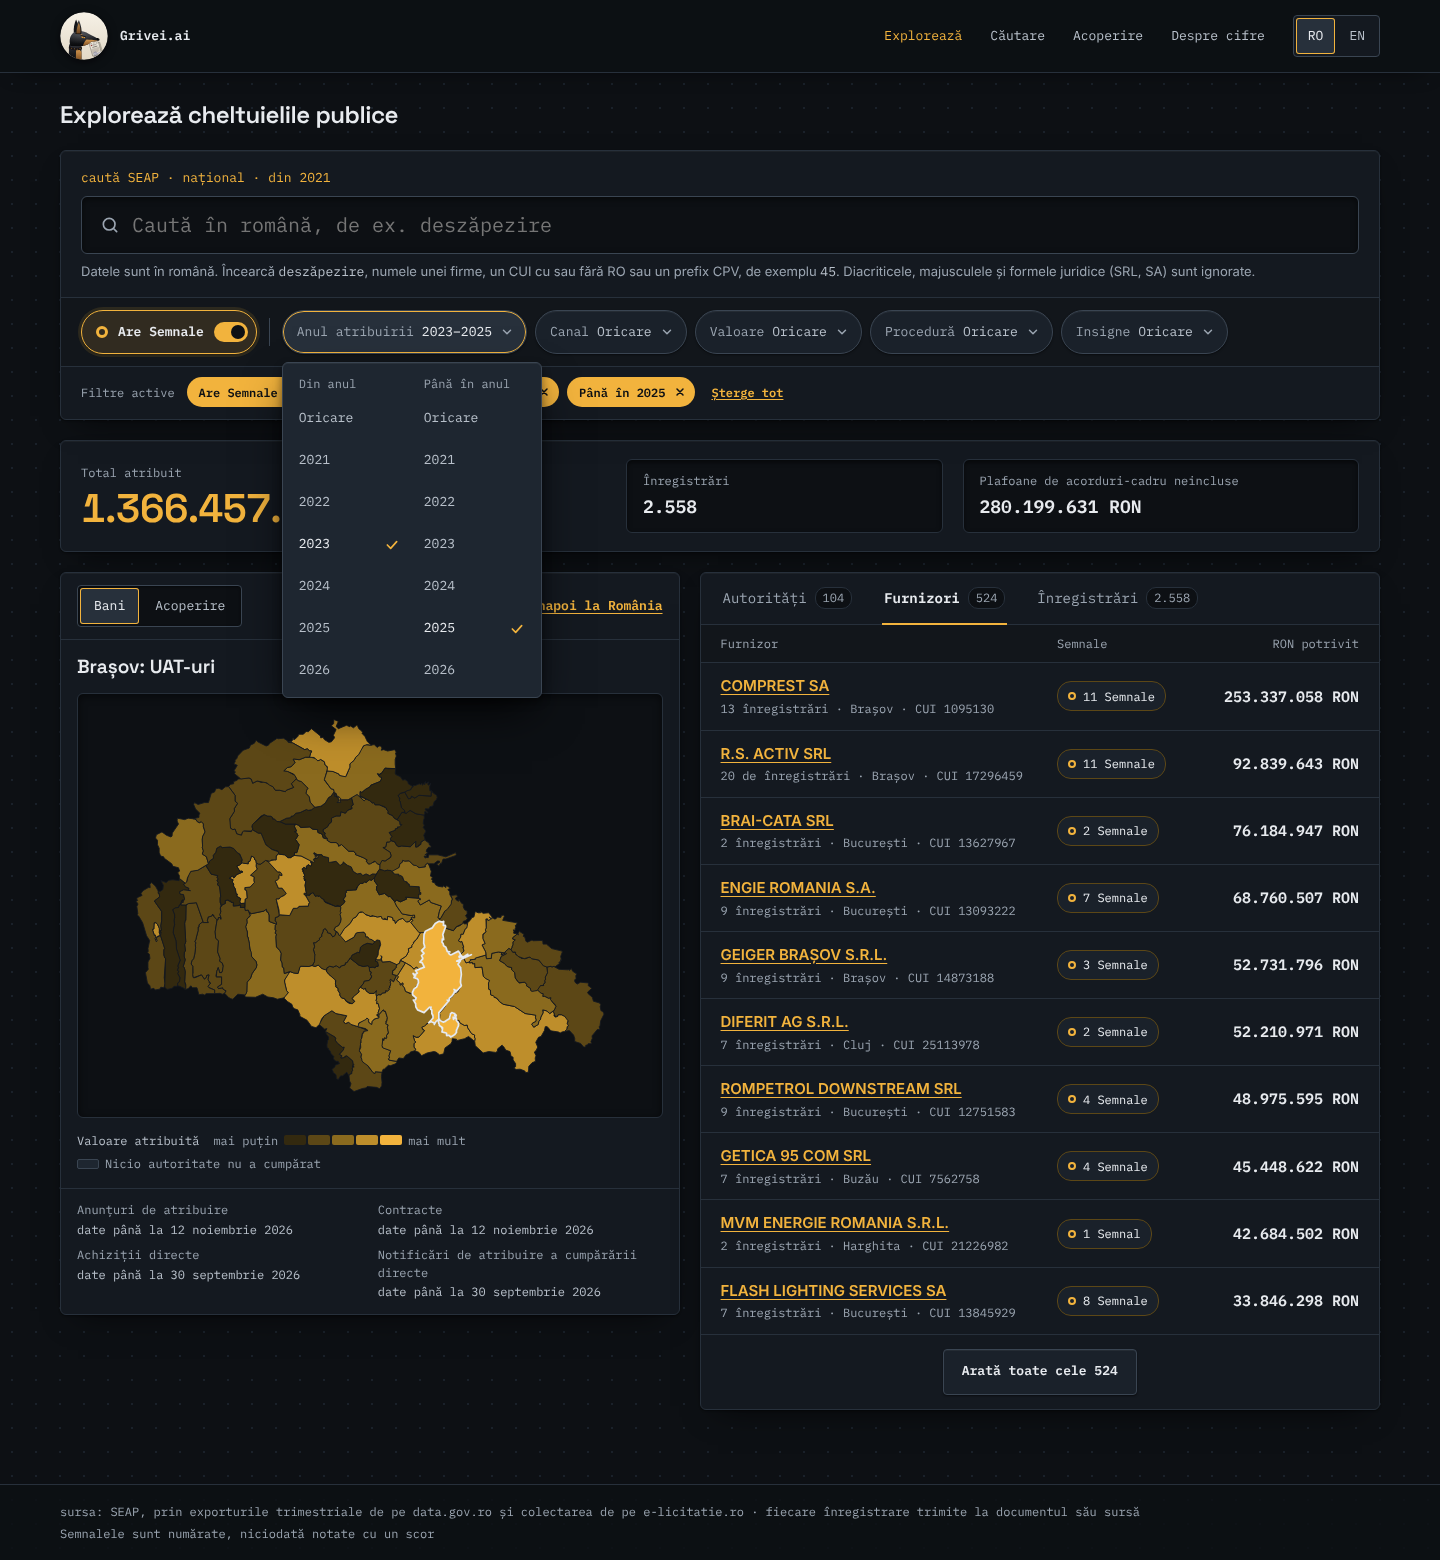 Grivei.ai
Explorează Căutare Acoperire Despre cifre RO EN
Explorează cheltuielile publice
caută SEAP · național · din 2021
Caută în română, de ex. deszăpezire
Datele sunt în română. Încearcă deszăpezire, numele unei firme, un CUI cu sau fără RO sau un prefix CPV, de exemplu 45. Diacriticele, majusculele și formele juridice (SRL, SA) sunt ignorate.
Are Semnale Anul atribuirii 2023–2025 Canal Oricare Valoare Oricare Procedură Oricare Insigne Oricare
Filtre active Are Semnale Până în 2025 Șterge tot
Din anul Până în anul
Oricare Oricare
2021 2021
2022 2022
2023 2023
2024 2024
2025 2025
2026 2026
Total atribuit
1.366.457.
Înregistrări
2.558
Plafoane de acorduri-cadru neincluse
280.199.631 RON
Bani Acoperire napoi la România
Brașov: UAT-uri
Valoare atribuită mai puțin mai mult
Nicio autoritate nu a cumpărat
Anunțuri de atribuire
date până la 12 noiembrie 2026
Contracte
date până la 12 noiembrie 2026
Achiziții directe
date până la 30 septembrie 2026
Notificări de atribuire a cumpărării
directe
date până la 30 septembrie 2026
Autorități 104 Furnizori 524 Înregistrări 2.558
Furnizor Semnale RON potrivit
COMPREST SA
13 înregistrări · Brașov · CUI 1095130
11 Semnale
253.337.058 RON
R.S. ACTIV SRL
20 de înregistrări · Brașov · CUI 17296459
11 Semnale
92.839.643 RON
BRAI-CATA SRL
2 înregistrări · București · CUI 13627967
2 Semnale
76.184.947 RON
ENGIE ROMANIA S.A.
9 înregistrări · București · CUI 13093222
7 Semnale
68.760.507 RON
GEIGER BRAȘOV S.R.L.
9 înregistrări · Brașov · CUI 14873188
3 Semnale
52.731.796 RON
DIFERIT AG S.R.L.
7 înregistrări · Cluj · CUI 25113978
2 Semnale
52.210.971 RON
ROMPETROL DOWNSTREAM SRL
9 înregistrări · București · CUI 12751583
4 Semnale
48.975.595 RON
GETICA 95 COM SRL
7 înregistrări · Buzău · CUI 7562758
4 Semnale
45.448.622 RON
MVM ENERGIE ROMANIA S.R.L.
2 înregistrări · Harghita · CUI 21226982
1 Semnal
42.684.502 RON
FLASH LIGHTING SERVICES SA
7 înregistrări · București · CUI 13845929
8 Semnale
33.846.298 RON
Arată toate cele 524
sursa: SEAP, prin exporturile trimestriale de pe data.gov.ro și colectarea de pe e-licitatie.ro · fiecare înregistrare trimite la documentul său sursă
Semnalele sunt numărate, niciodată notate cu un scor